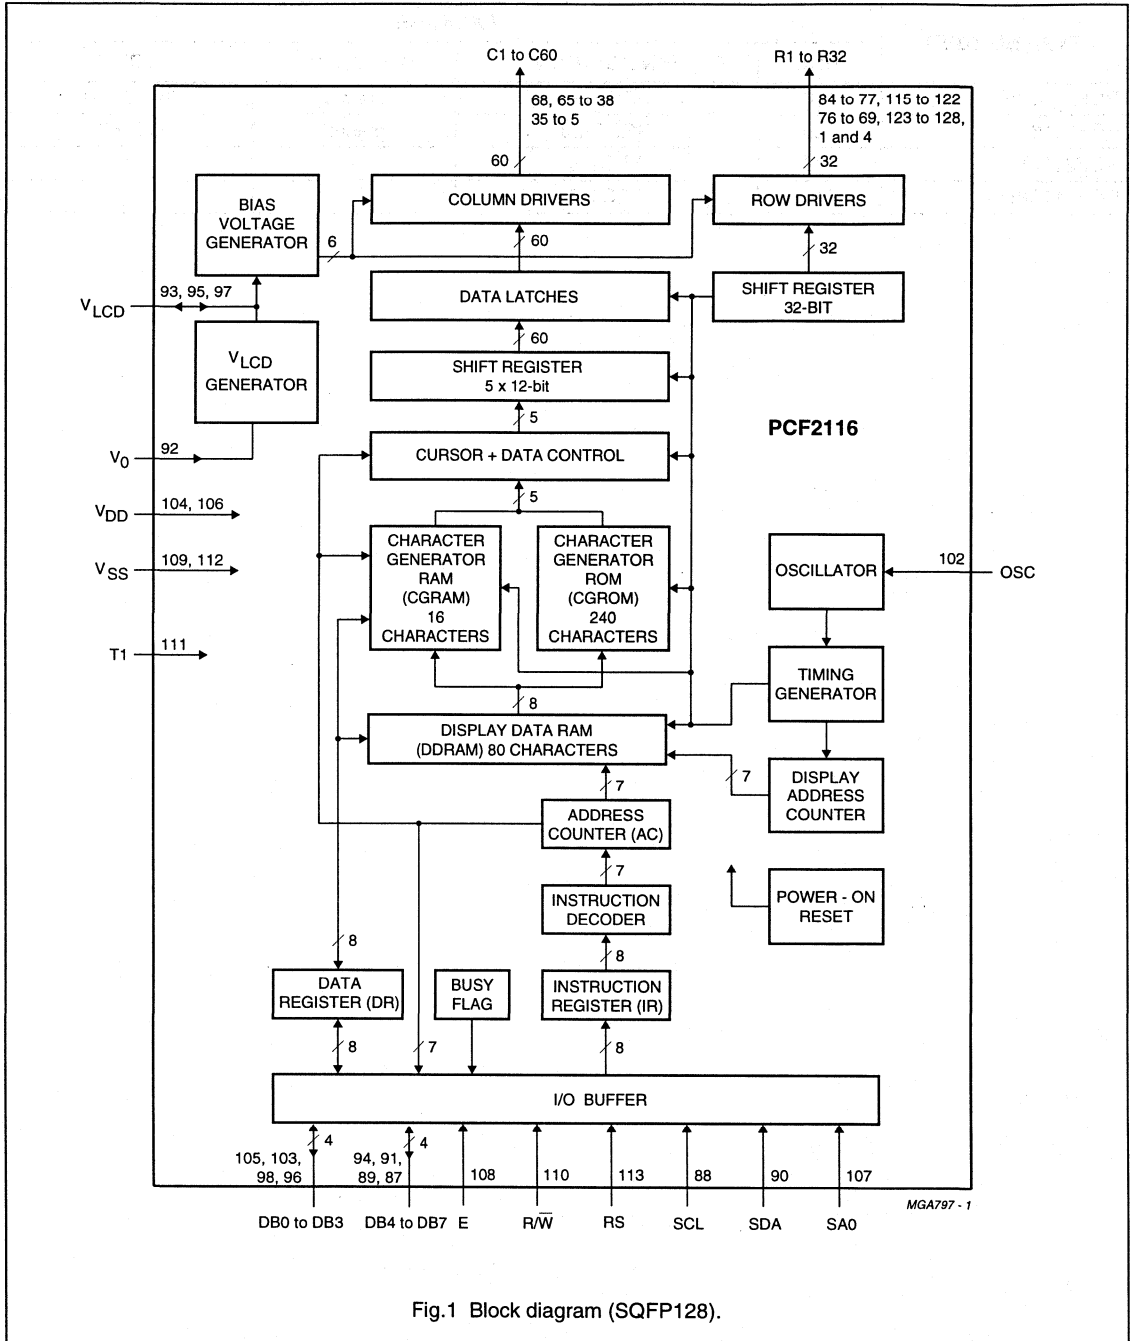 C1 to C60
R1 to R32
68, 65 to 38
35 to 5
84 to 77, 115 to 122
76 to 69, 123 to 128,
1 and 4
60
32
BIAS
VOLTAGE
GENERATOR
COLUMN DRIVERS
ROW DRIVERS
6
60
32
VLCD
93, 95, 97
DATA LATCHES
SHIFT REGISTER
32-BIT
60
VLCD
GENERATOR
SHIFT REGISTER
5 x 12-bit
5
PCF2116
V0
92
CURSOR + DATA CONTROL
5
VDD
104, 106
CHARACTER
GENERATOR
RAM
(CGRAM)
16
CHARACTERS
CHARACTER
GENERATOR
ROM
(CGROM)
240
CHARACTERS
OSCILLATOR
102
OSC
VSS
109, 112
T1
111
TIMING
GENERATOR
8
DISPLAY DATA RAM
(DDRAM) 80 CHARACTERS
7
7
DISPLAY
ADDRESS
COUNTER
ADDRESS
COUNTER (AC)
7
INSTRUCTION
DECODER
POWER - ON
RESET
8
8
DATA
REGISTER (DR)
BUSY
FLAG
INSTRUCTION
REGISTER (IR)
8
7
8
I/O BUFFER
4
4
105, 103,
98, 96
94, 91,
89, 87
108
110
113
88
90
107
DB0 to DB3
DB4 to DB7
E
R/W̅
RS
SCL
SDA
SA0
MGA797 - 1
Fig.1 Block diagram (SQFP128).